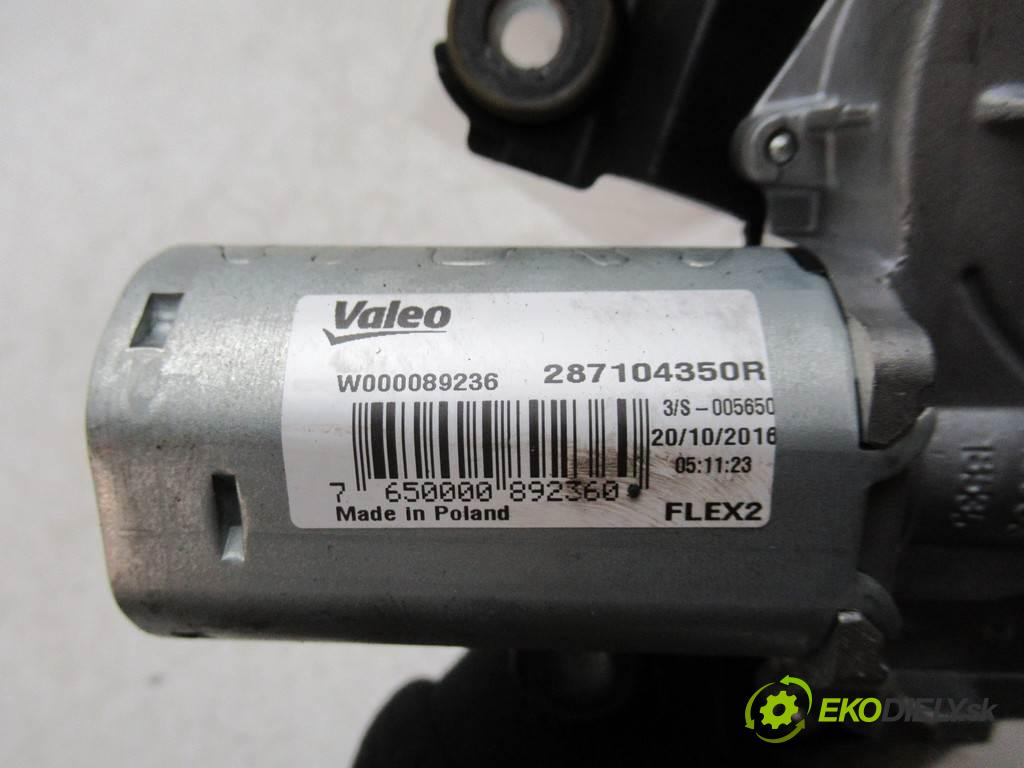 Valeo
W000089236 287104350R
3/S-005650
20/10/2016
05:11:23
7 650000 892360
Made in Poland
FLEX2
EKODIELY.sk